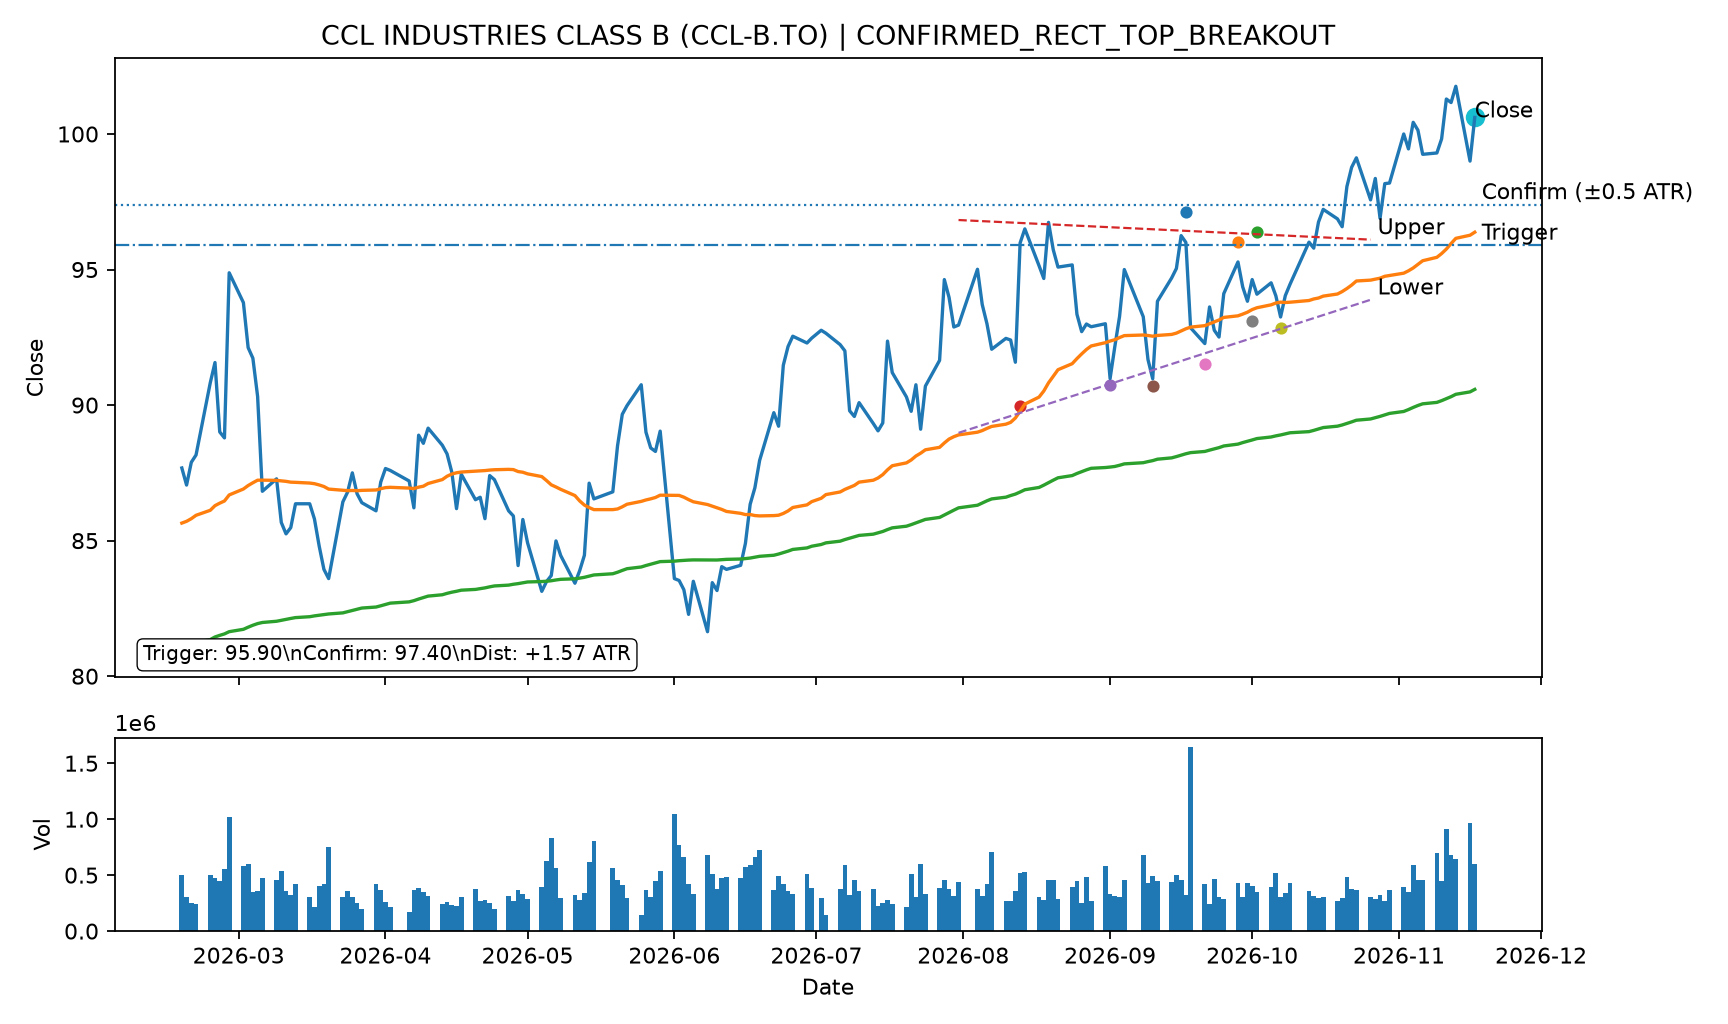 CCL INDUSTRIES CLASS B (CCL-B.TO) | CONFIRMED_RECT_TOP_BREAKOUT
Close
100
95
90
85
80
Close
Confirm (±0.5 ATR)
Upper
Trigger
Lower
Trigger: 95.90\nConfirm: 97.40\nDist: +1.57 ATR
1e6
Vol
1.5
1.0
0.5
0.0
2026-03
2026-04
2026-05
2026-06
2026-07
2026-08
2026-09
2026-10
2026-11
2026-12
Date